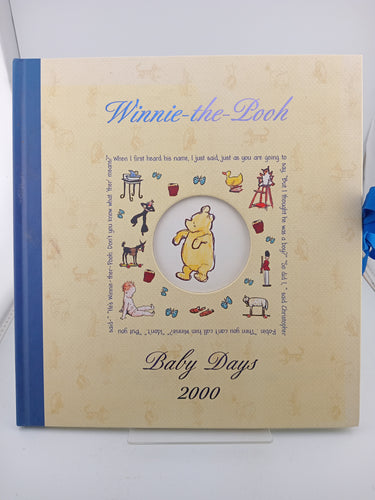 Winnie-the-Pooh
When I first heard his name, I just said, just as you are going to
say, "But I thought he was a boy?" "So did I," said Christopher
Robin. "Then you can't call him Winnie?" "I don't." "But you
said-" "He's Winnie-ther-Pooh. Don't you know what 'ther' means?"
Baby Days
2000